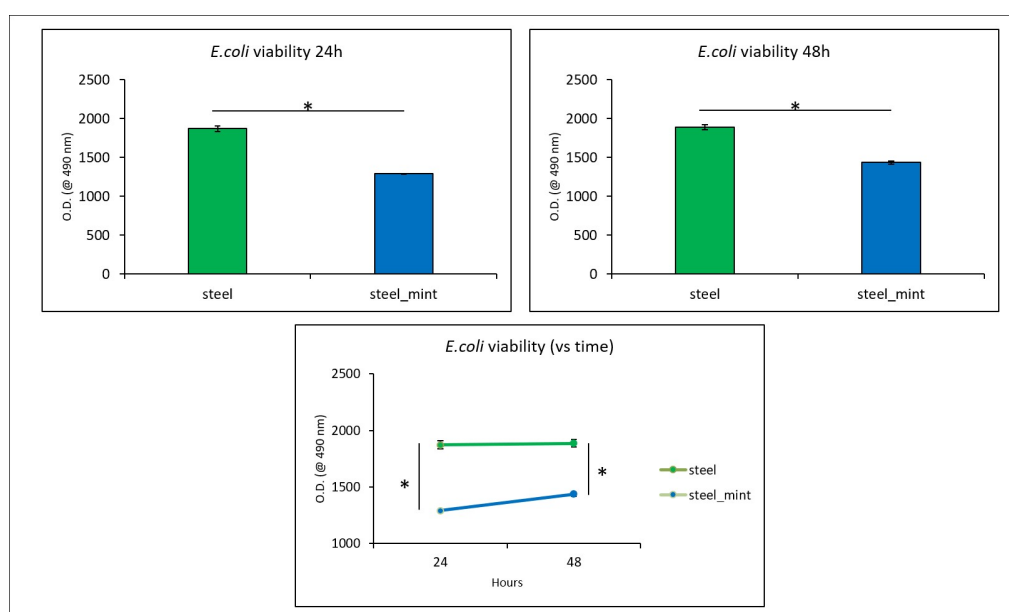 E.coli viability 24h
O.D. (@ 490 nm)
2500
2000
1500
1000
500
0
*
steel
steel_mint
E.coli viability 48h
O.D. (@ 490 nm)
2500
2000
1500
1000
500
0
*
steel
steel_mint
E.coli viability (vs time)
O.D. (@ 490 nm)
2500
2000
1500
1000
*
*
24
48
Hours
steel
steel_mint